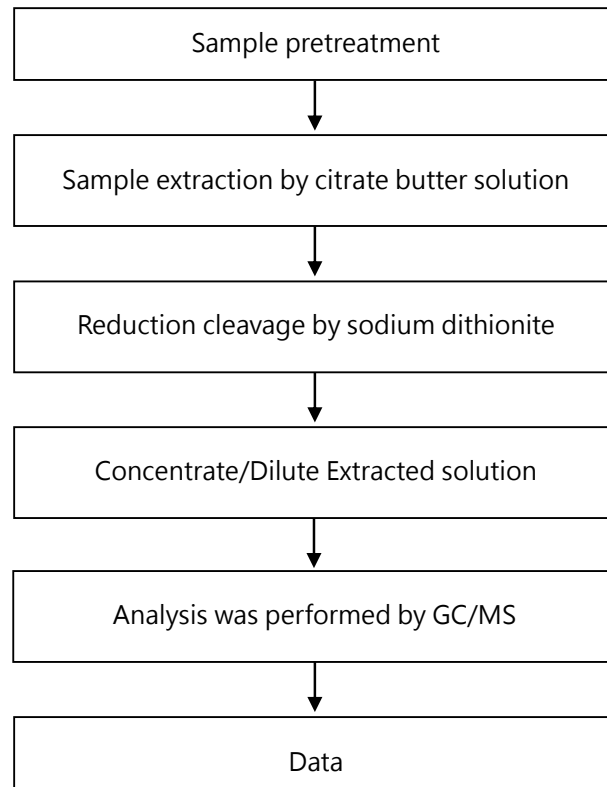 Sample pretreatment
Sample extraction by citrate butter solution
Reduction cleavage by sodium dithionite
Concentrate/Dilute Extracted solution
Analysis was performed by GC/MS
Data